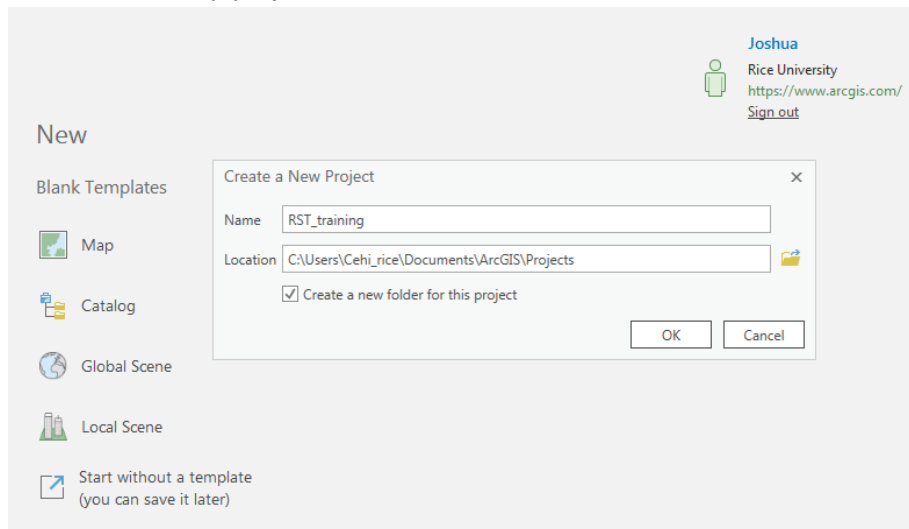 Joshua
Rice University
https://www.arcgis.com/
Sign out
New
Blank Templates
Map
Catalog
Global Scene
Local Scene
Start without a template
(you can save it later)
Create a New Project
Name RST_training
Location C:\Users\Cehi_rice\Documents\ArcGIS\Projects
Create a new folder for this project
OK Cancel